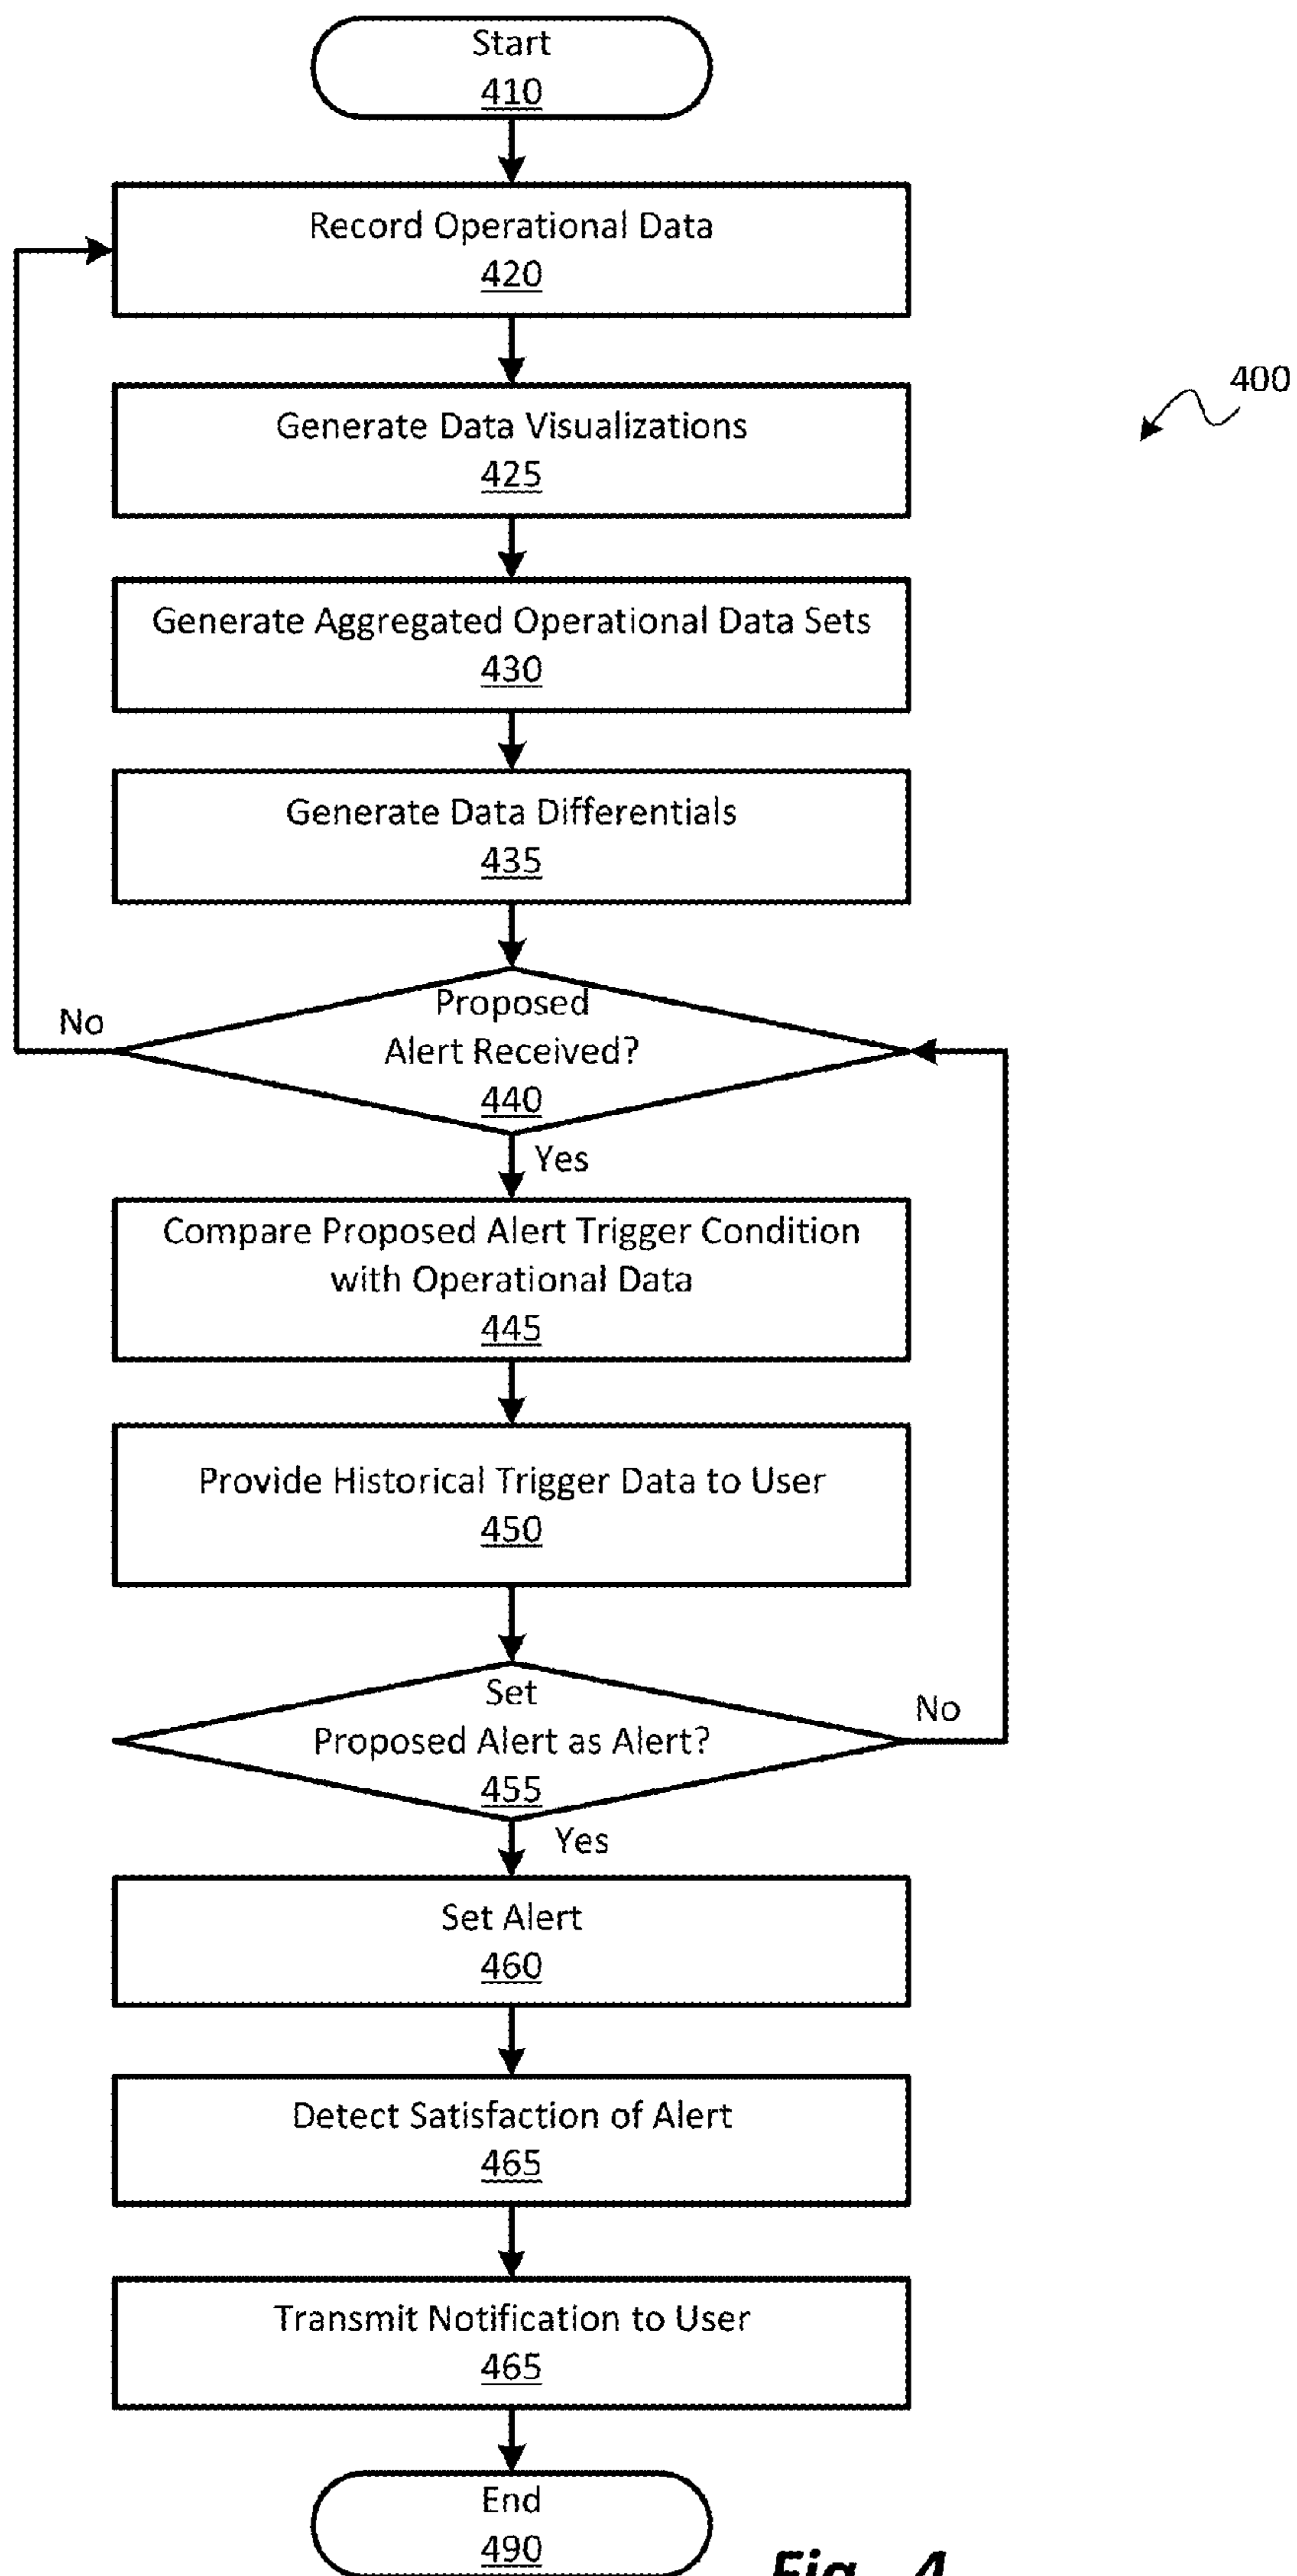 Start
410
Record Operational Data
420
Generate Data Visualizations
425
400
Generate Aggregated Operational Data Sets
430
Generate Data Differentials
435
No
Proposed
Alert Received?
440
Yes
Compare Proposed Alert Trigger Condition
with Operational Data
445
Provide Historical Trigger Data to User
450
Set
No
Proposed Alert as Alert?
455
Yes
Set Alert
460
Detect Satisfaction of Alert
465
Transmit Notification to User
465
End
490
Fig. 4